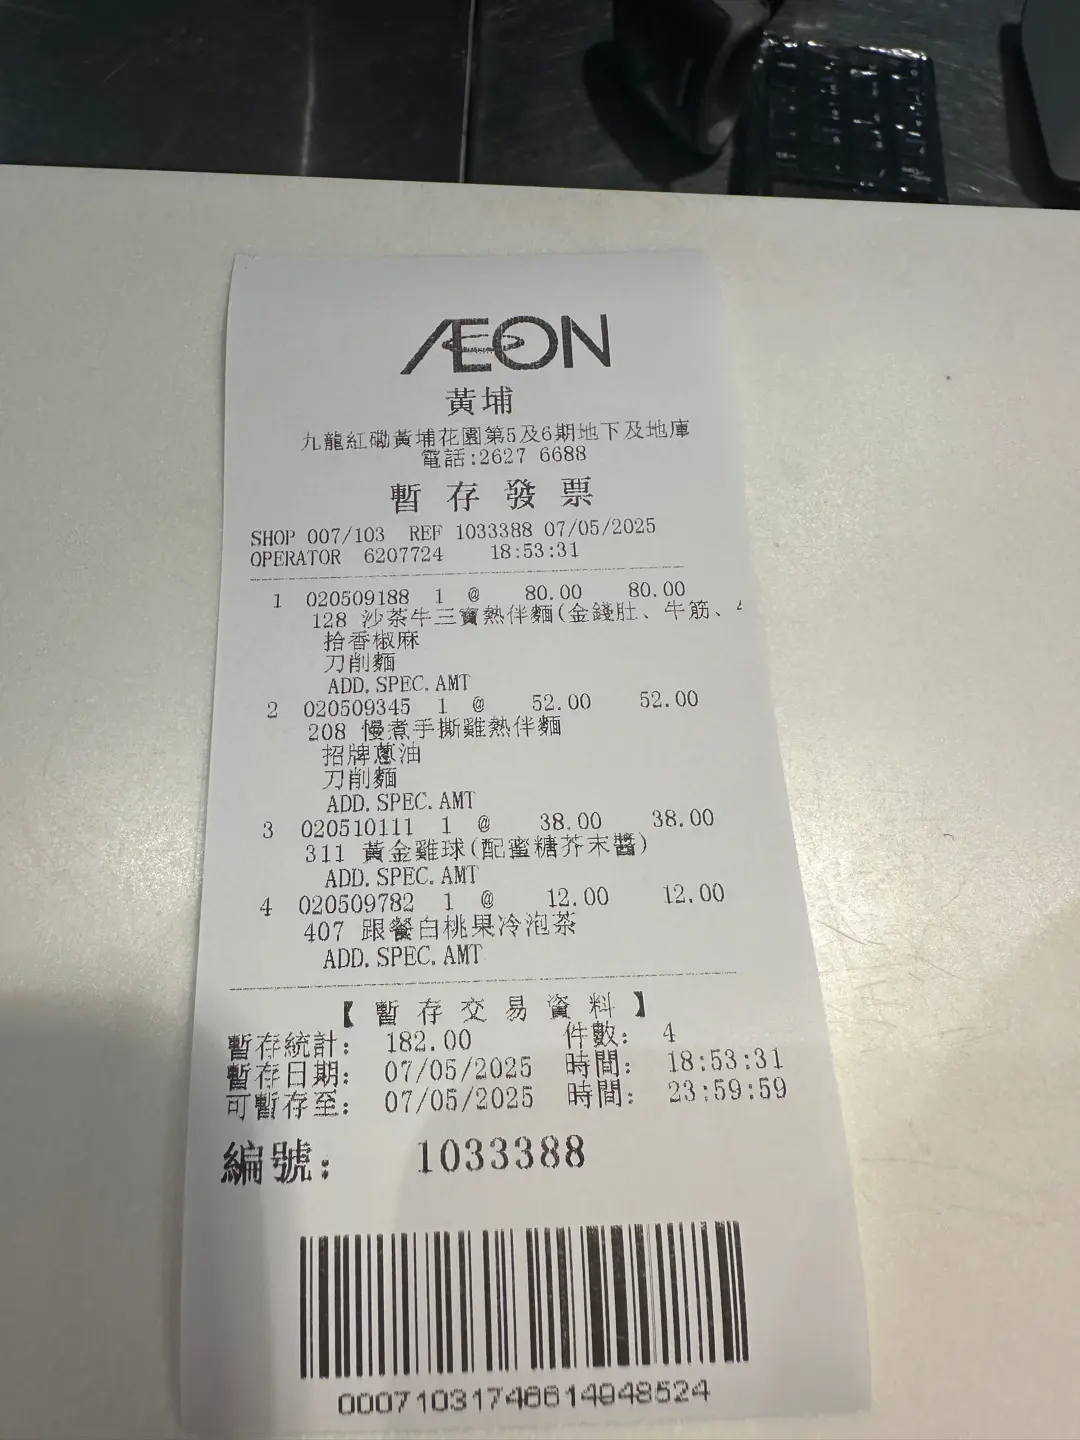 ÆON
黃埔
九龍紅磡黃埔花園第5及6期地下及地庫
電話:2627 6688
暫存發票
SHOP 007/103 REF 1033388 07/05/2025
OPERATOR 6207724 18:53:31
1 020509188 1 @ 80.00 80.00
128 沙茶牛三寶熱伴麵(金錢肚、牛筋、
拾香椒麻
刀削麵
ADD.SPEC.AMT
2 020509345 1 @ 52.00 52.00
208 慢煮手撕雞熱伴麵
招牌蔥油
刀削麵
ADD.SPEC.AMT
3 020510111 1 @ 38.00 38.00
311 黃金雞球(配蜜糖芥末醬)
ADD.SPEC.AMT
4 020509782 1 @ 12.00 12.00
407 跟餐白桃果冷泡茶
ADD.SPEC.AMT
【暫存交易資料】
暫存統計: 182.00 件數: 4
暫存日期: 07/05/2025 時間: 18:53:31
可暫存至: 07/05/2025 時間: 23:59:59
編號: 1033388
00071031746614948524